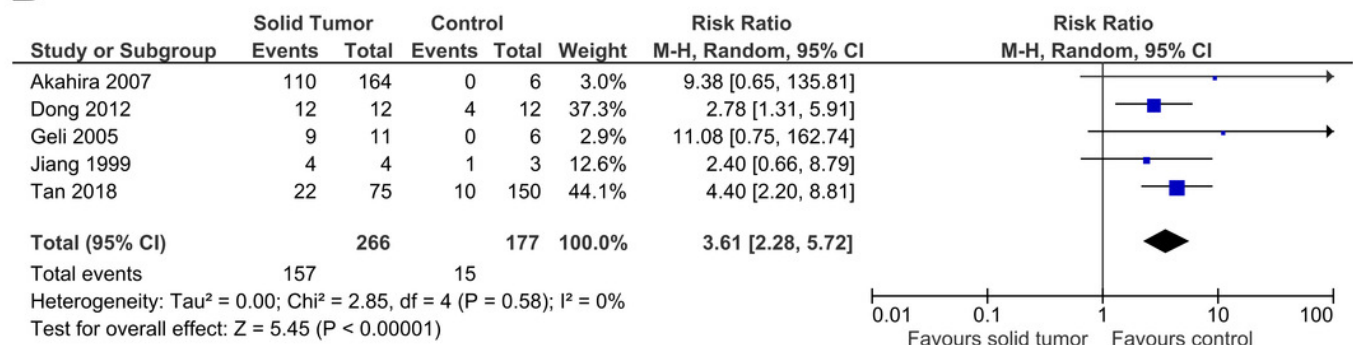 Solid Tumor Control Risk Ratio Risk Ratio
Study or Subgroup Events Total Events Total Weight M-H, Random, 95% CI M-H, Random, 95% CI
Akahira 2007 110 164 0 6 3.0% 9.38 [0.65, 135.81]
Dong 2012 12 12 4 12 37.3% 2.78 [1.31, 5.91]
Geli 2005 9 11 0 6 2.9% 11.08 [0.75, 162.74]
Jiang 1999 4 4 1 3 12.6% 2.40 [0.66, 8.79]
Tan 2018 22 75 10 150 44.1% 4.40 [2.20, 8.81]
Total (95% CI) 266 177 100.0% 3.61 [2.28, 5.72]
Total events 157 15
Heterogeneity: Tau² = 0.00; Chi² = 2.85, df = 4 (P = 0.58); I² = 0%
Test for overall effect: Z = 5.45 (P < 0.00001)
0.01 0.1 1 10 100
Favours solid tumor Favours control